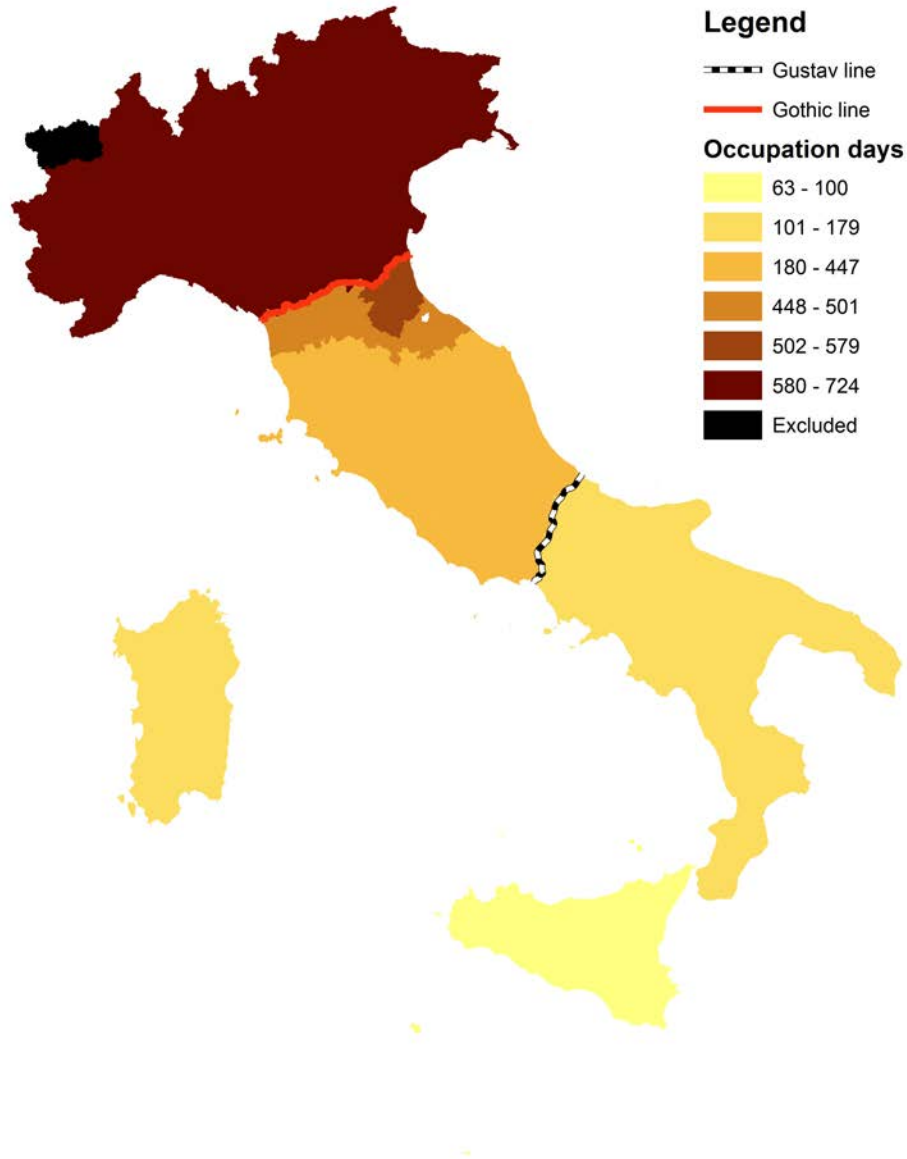 Legend
Gustav line
Gothic line
Occupation days
63 - 100
101 - 179
180 - 447
448 - 501
502 - 579
580 - 724
Excluded